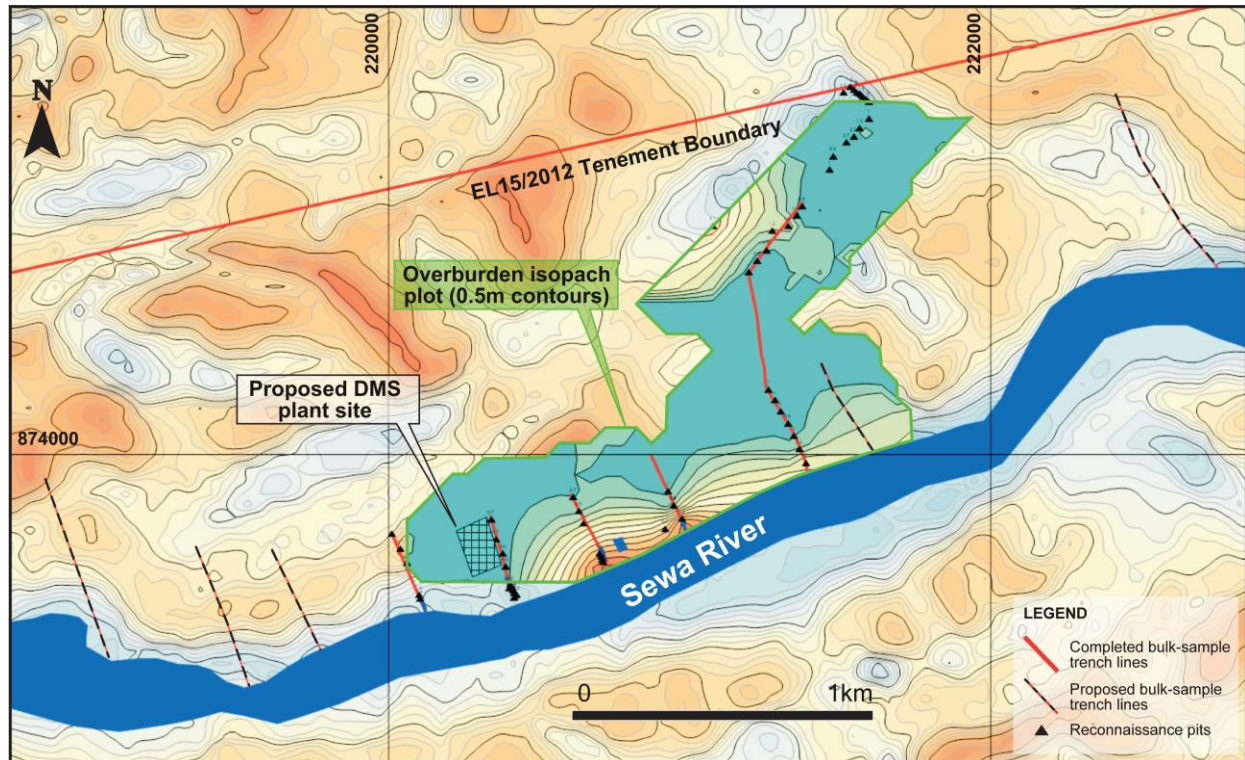 220000
222000
N
EL15/2012 Tenement Boundary
Overburden isopach
plot (0.5m contours)
Proposed DMS
plant site
874000
Sewa River
0
1km
LEGEND
Completed bulk-sample
trench lines
Proposed bulk-sample
trench lines
Reconnaissance pits